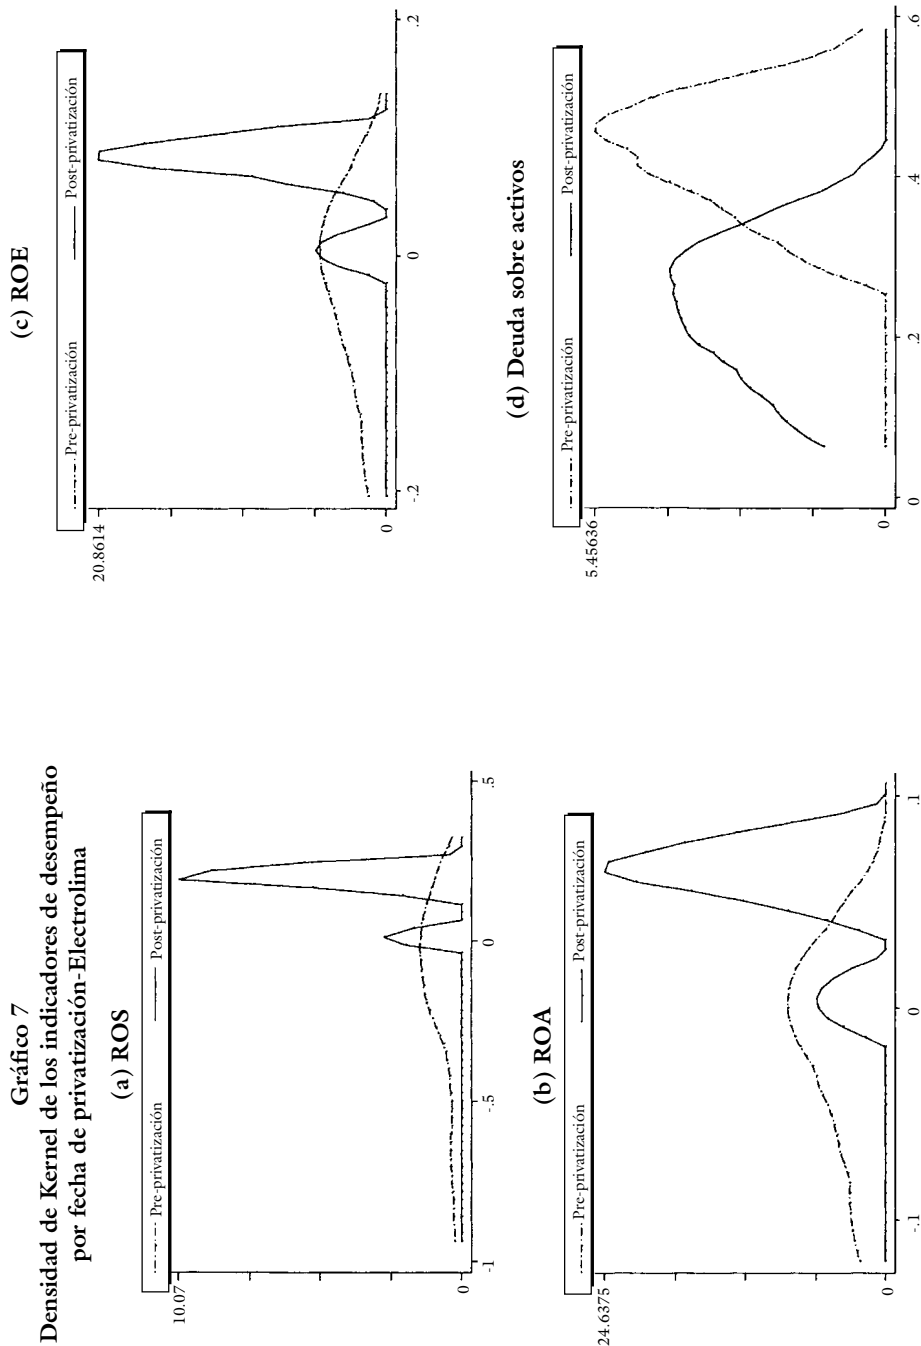 Gráfico 7
Densidad de Kernel de los indicadores de desempeño
por fecha de privatización-Electrolima
(a) ROS
Pre-privatización
Post-privatización
10.07
0
-1
-.5
0
.5
(b) ROA
Pre-privatización
Post-privatización
24.6375
0
-.1
0
.1
(c) ROE
Pre-privatización
Post-privatización
20.8614
0
-.2
0
.2
(d) Deuda sobre activos
Pre-privatización
Post-privatización
5.45636
0
0
.2
.4
.6